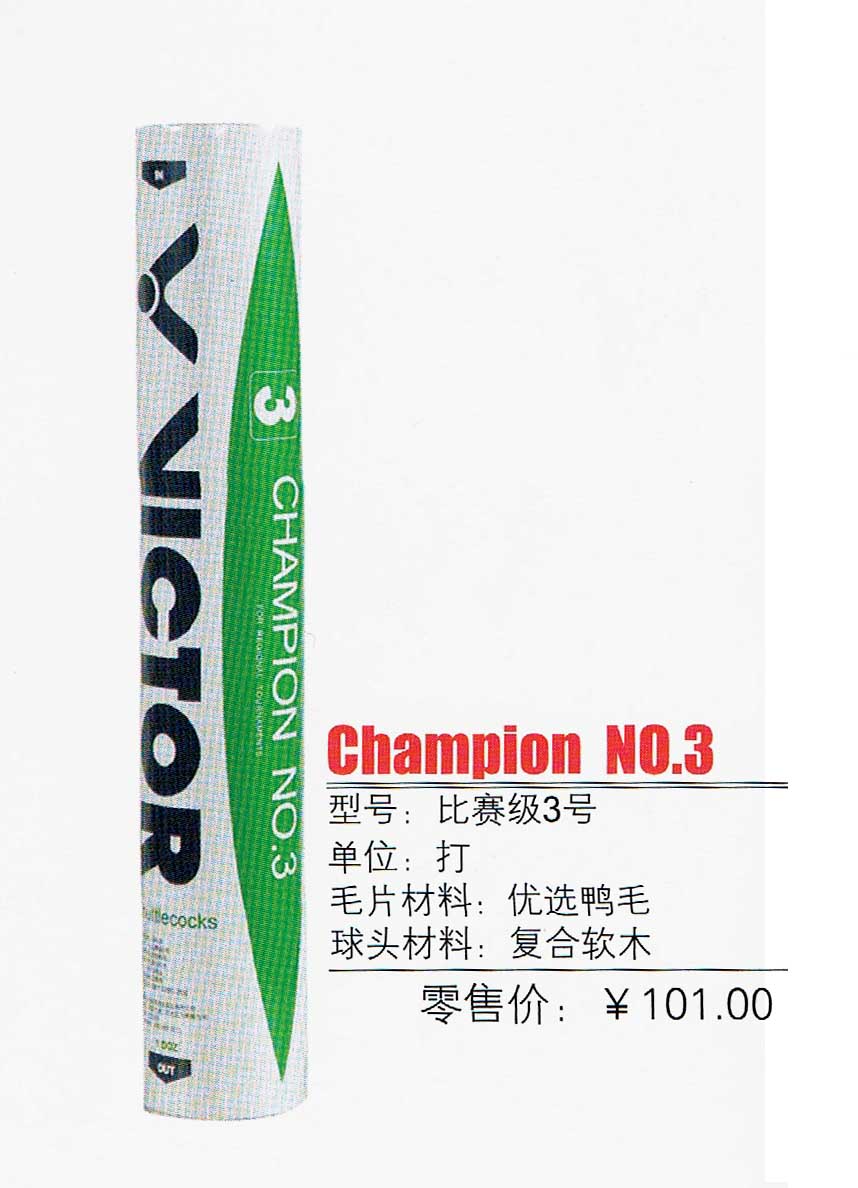 IN
VICTOR
3 CHAMPION NO.3
FOR REGIONAL TOURNAMENTS
1 DOZ
OUT
Champion NO.3
型号：比赛级3号
单位：打
毛片材料：优选鸭毛
球头材料：复合软木
零售价：￥101.00